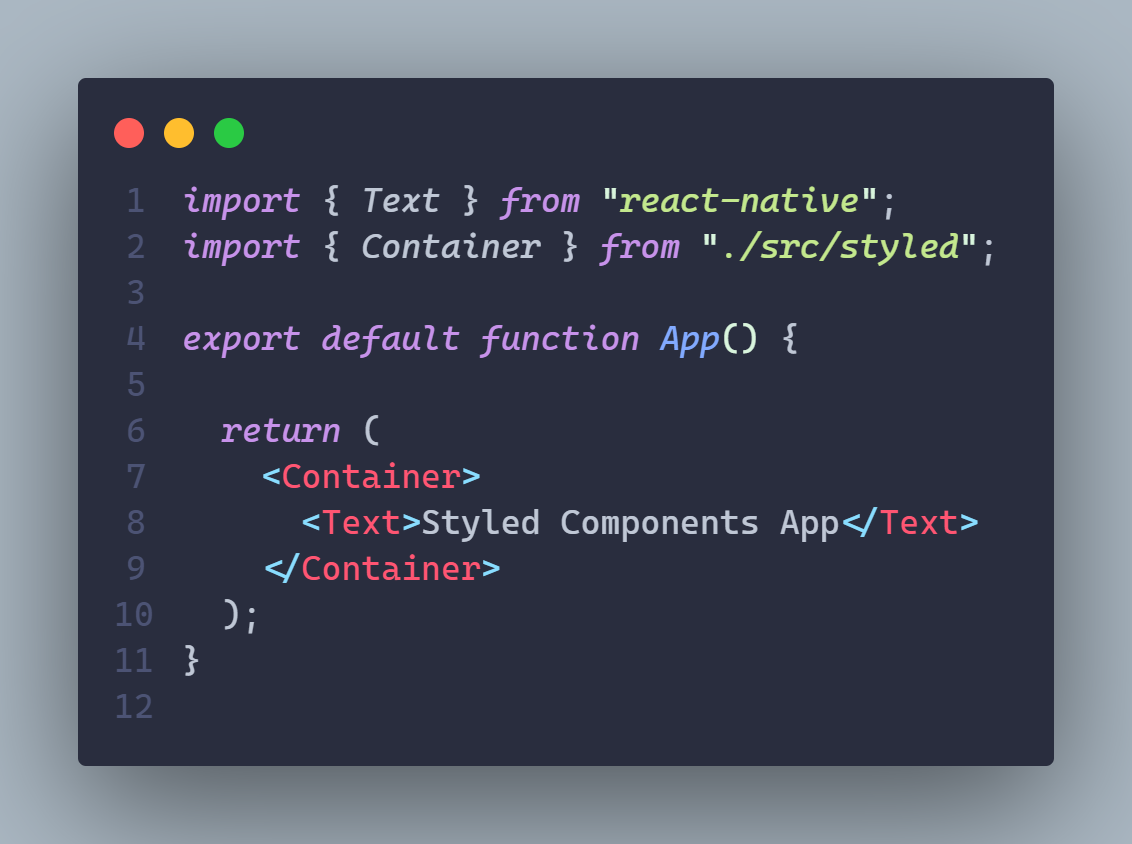 1 import { Text } from "react-native";
2 import { Container } from "./src/styled";
3
4 export default function App() {
5
6   return (
7     <Container>
8       <Text>Styled Components App</Text>
9     </Container>
10   );
11 }
12